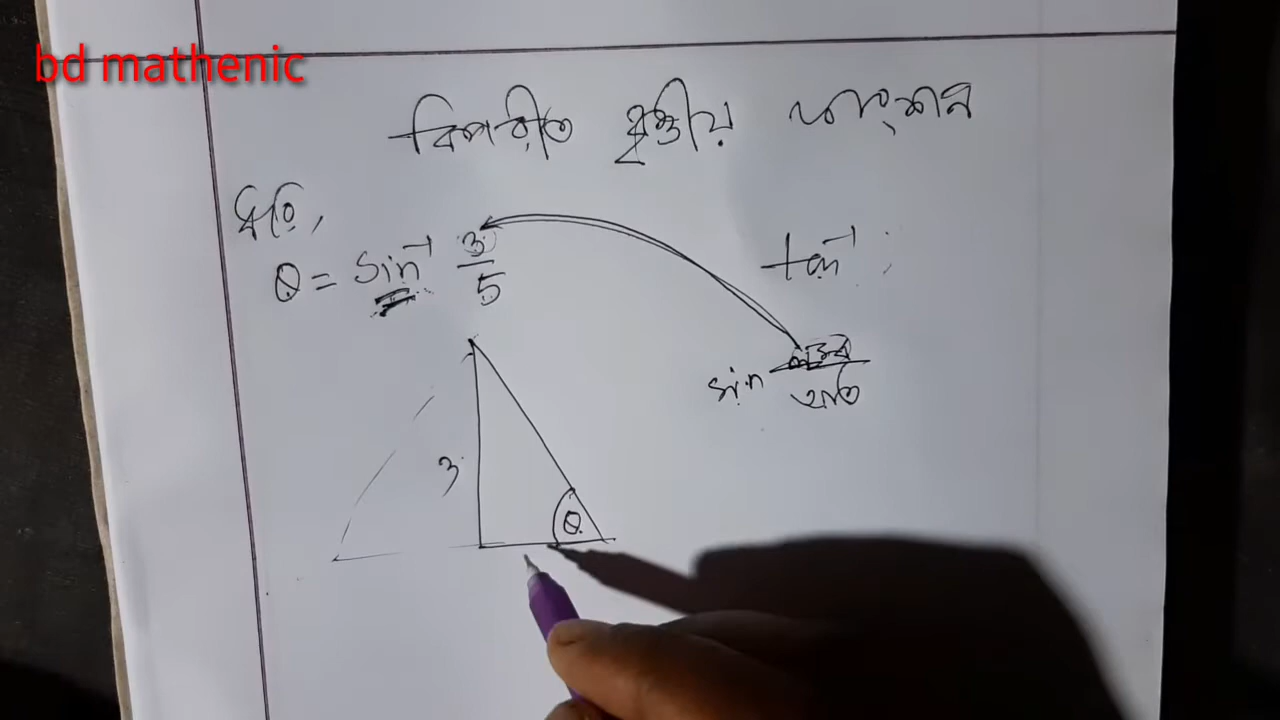 bd mathenic
বিপরীত বৃত্তীয় ফাংশন
ধরি,
θ = sin⁻¹ 3/5
tan⁻¹ :
sin লম্ব/অতি
3
θ